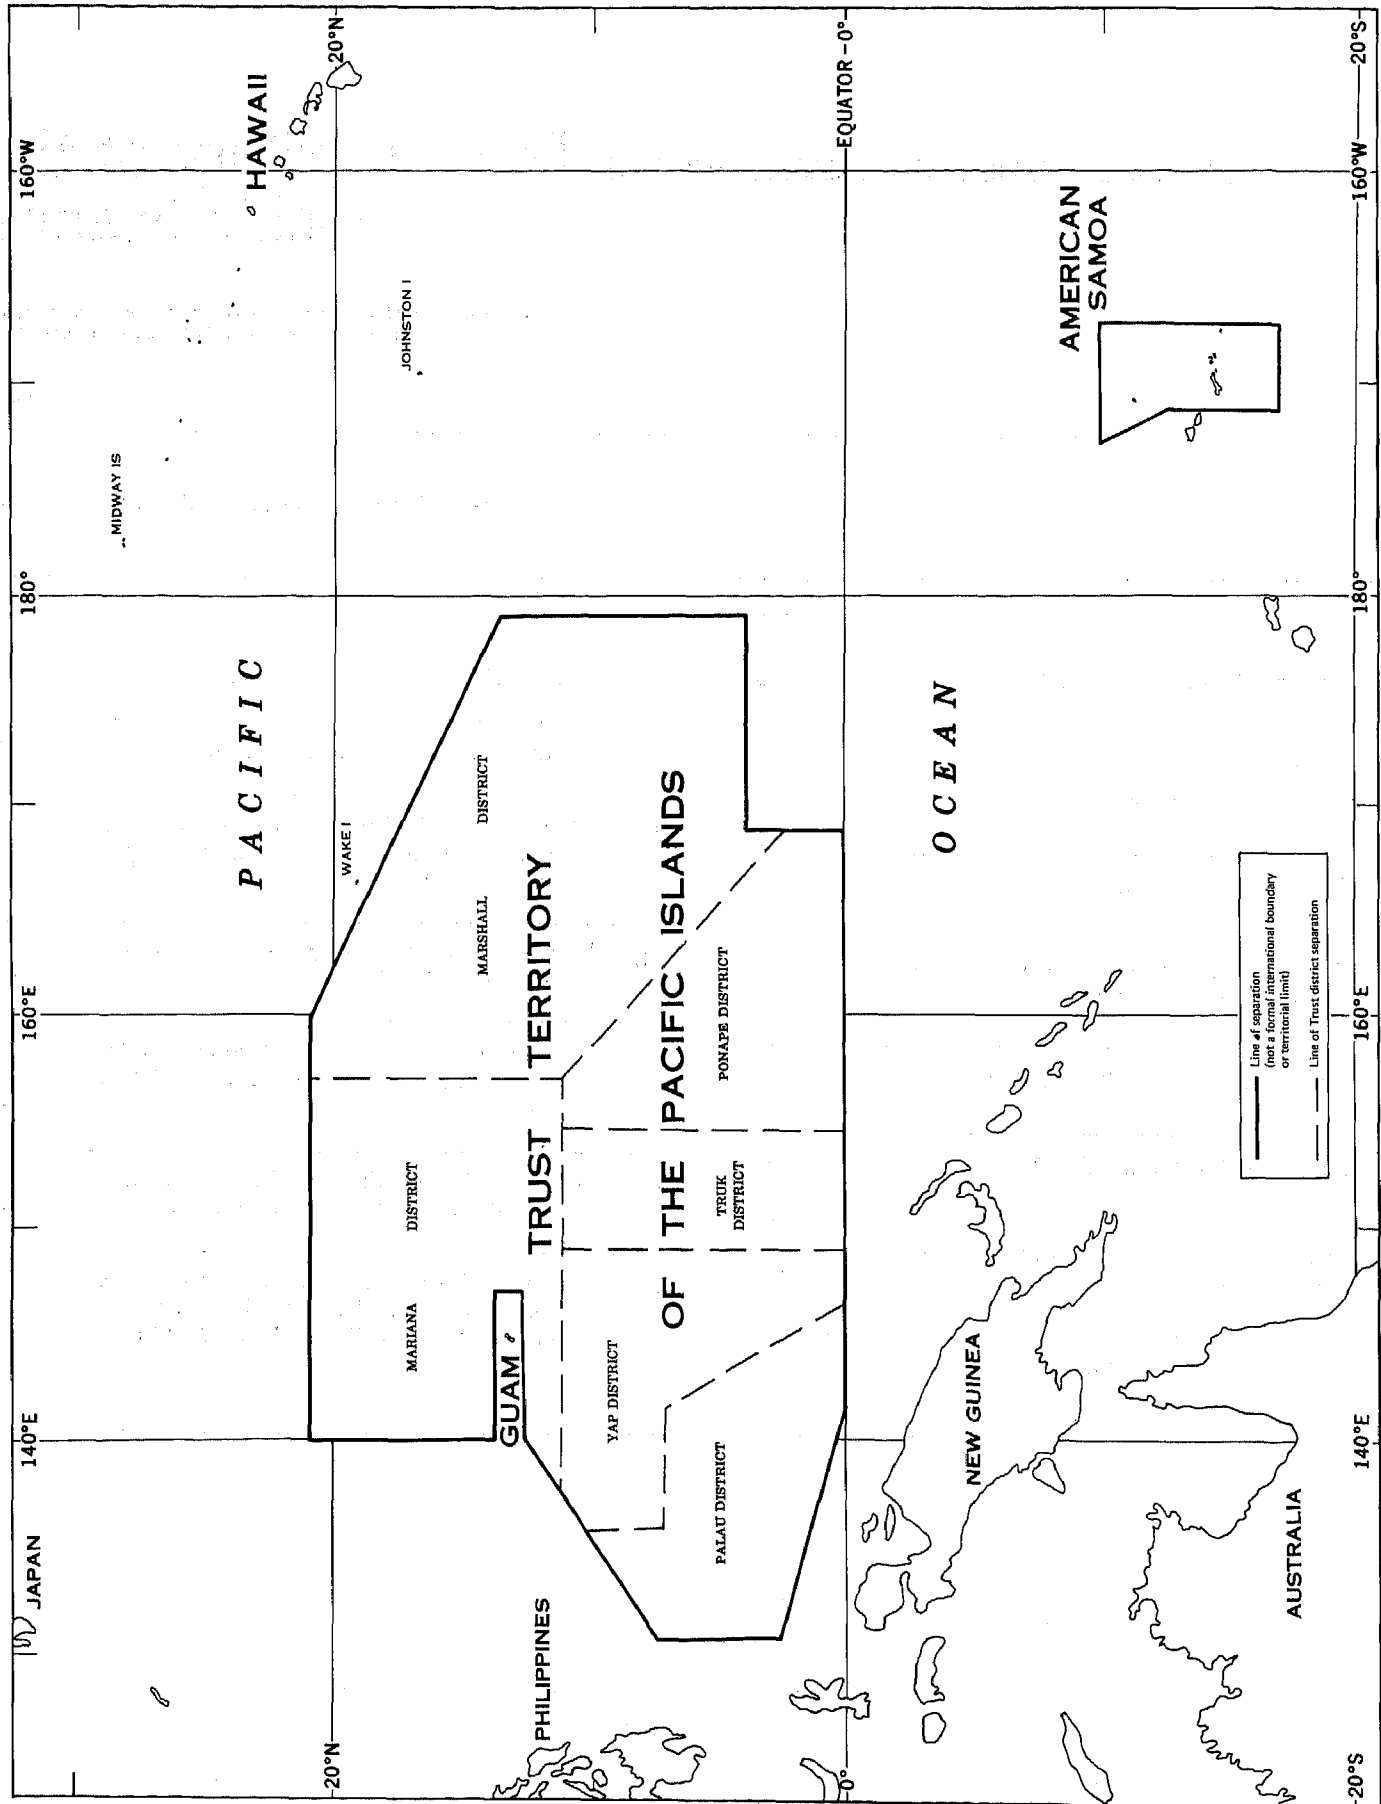 160°W
180°
160°E
140°E
JAPAN
HAWAII
20°N
MIDWAY IS
JOHNSTON I
PACIFIC
WAKE I
20°N
MARIANA DISTRICT
MARSHALL DISTRICT
GUAM
TRUST TERRITORY
OF THE PACIFIC ISLANDS
PHILIPPINES
YAP DISTRICT
PALAU DISTRICT
TRUK
DISTRICT
PONAPE DISTRICT
EQUATOR - 0°
0°
OCEAN
NEW GUINEA
AMERICAN
SAMOA
AUSTRALIA
Line of separation
(not a formal international boundary
or territorial limit)
Line of Trust district separation
20°S
140°E
160°E
180°
160°W
20°S